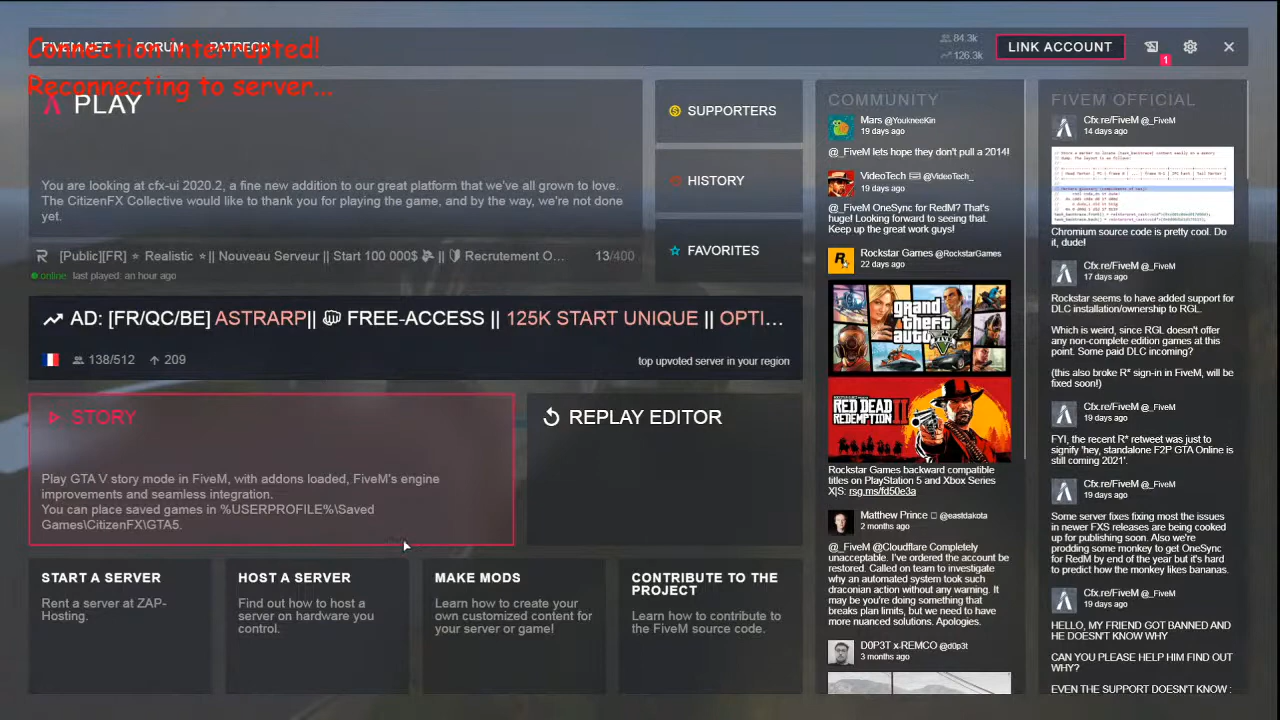 Connection interrupted!
Reconnecting to server...
FIVEM.NET FORUM PATREON
84.3k
126.3k
LINK ACCOUNT
1
PLAY
You are looking at cfx-ui 2020.2, a fine new addition to our great platform that we've all grown to love.
The CitizenFX Collective would like to thank you for playing the game, and by the way, we're not done
yet.
[Public][FR] ⭐ Realistic ⭐|| Nouveau Serveur || Start 100 000$ 💸 || 🔰 Recrutement O... 13/400
online last played: an hour ago
SUPPORTERS
HISTORY
FAVORITES
AD: [FR/QC/BE] ASTRARP|| 👊 FREE-ACCESS || 125K START UNIQUE || OPTI...
138/512 ↑ 209
top upvoted server in your region
STORY
Play GTA V story mode in FiveM, with addons loaded, FiveM's engine
improvements and seamless integration.
You can place saved games in %USERPROFILE%\Saved
Games\CitizenFX\GTA5.
REPLAY EDITOR
START A SERVER
Rent a server at ZAP-
Hosting.
HOST A SERVER
Find out how to host a
server on hardware you
control.
MAKE MODS
Learn how to create your
own customized content for
your server or game!
CONTRIBUTE TO THE
PROJECT
Learn how to contribute to
the FiveM source code.
COMMUNITY
Mars @YoukneeKin
19 days ago
@_FiveM lets hope they don't pull a 2014!
VideoTech ⌨ @VIdeoTech_
19 days ago
@_FiveM OneSync for RedM? That's
huge! Looking forward to seeing that.
Keep up the great work guys!
Rockstar Games @RockstarGames
22 days ago
grand
theft
auto
V
RED DEAD
REDEMPTION II
Rockstar Games backward compatible
titles on PlayStation 5 and Xbox Series
X|S: rsg.ms/fd50e3a
Matthew Prince @eastdakota
2 months ago
@_FiveM @Cloudflare Completely
unacceptable. I've ordered the account be
restored. Called on team to investigate
why an automated system took such
draconian action without any warning. It
may be you're doing something that
breaks plan limits, but we need to have
more nuanced solutions. Apologies.
D0P3T x-REMCO @d0p3t
3 months ago
FIVEM OFFICIAL
Cfx.re/FiveM @_FiveM
14 days ago
Chromium source code is pretty cool. Do
it, dude!
Cfx.re/FiveM @_FiveM
17 days ago
Rockstar seems to have added support for
DLC installation/ownership to RGL.
Which is weird, since RGL doesn't offer
any non-complete edition games at this
point. Some paid DLC incoming?
(this also broke R* sign-in in FiveM, will be
fixed soon!)
Cfx.re/FiveM @_FiveM
19 days ago
FYI, the recent R* retweet was just to
signify 'hey, standalone F2P GTA Online is
still coming 2021'.
Cfx.re/FiveM @_FiveM
19 days ago
Some server fixes fixing most the issues
in newer FXS releases are being cooked
up for publishing soon. Also we're
prodding some monkey to get OneSync
for RedM by end of the year but it's hard
to predict how the monkey likes bananas.
Cfx.re/FiveM @_FiveM
19 days ago
HELLO, MY FRIEND GOT BANNED AND
HE DOESN'T KNOW WHY
CAN YOU PLEASE HELP HIM FIND OUT
WHY?
EVEN THE SUPPORT DOESN'T KNOW :